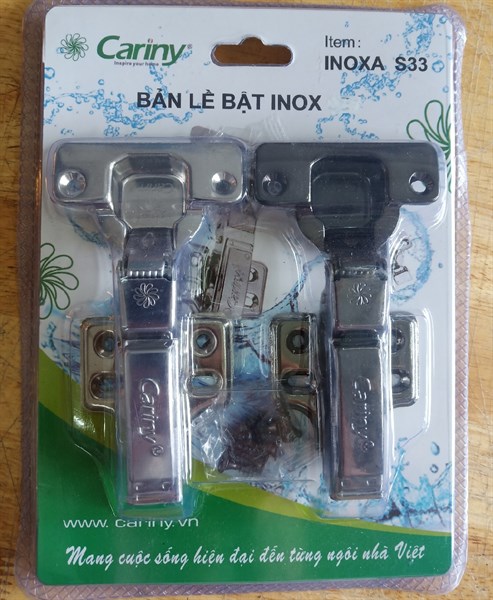 Cariny®
Inspire your home
Item :
INOXA S33
BẢN LỀ BẬT INOX
Cariny
Cariny
www. cariny.vn
Mang cuộc sống hiện đại đến từng ngôi nhà Việt